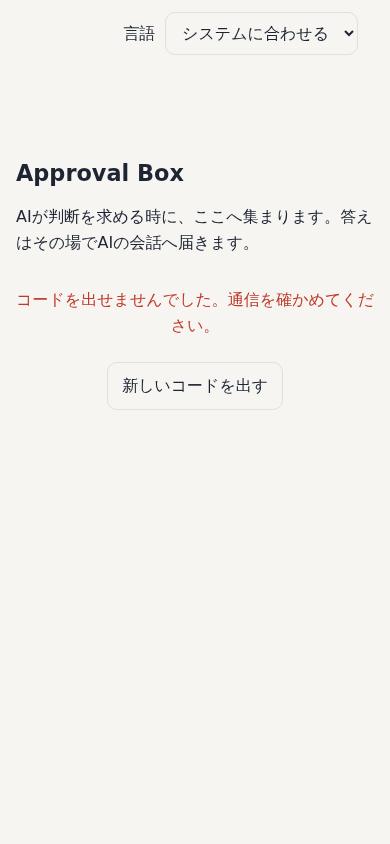 言語 システムに合わせる
Approval Box
AIが判断を求める時に、ここへ集まります。答え
はその場でAIの会話へ届きます。
コードを出せませんでした。通信を確かめてくだ
さい。
新しいコードを出す